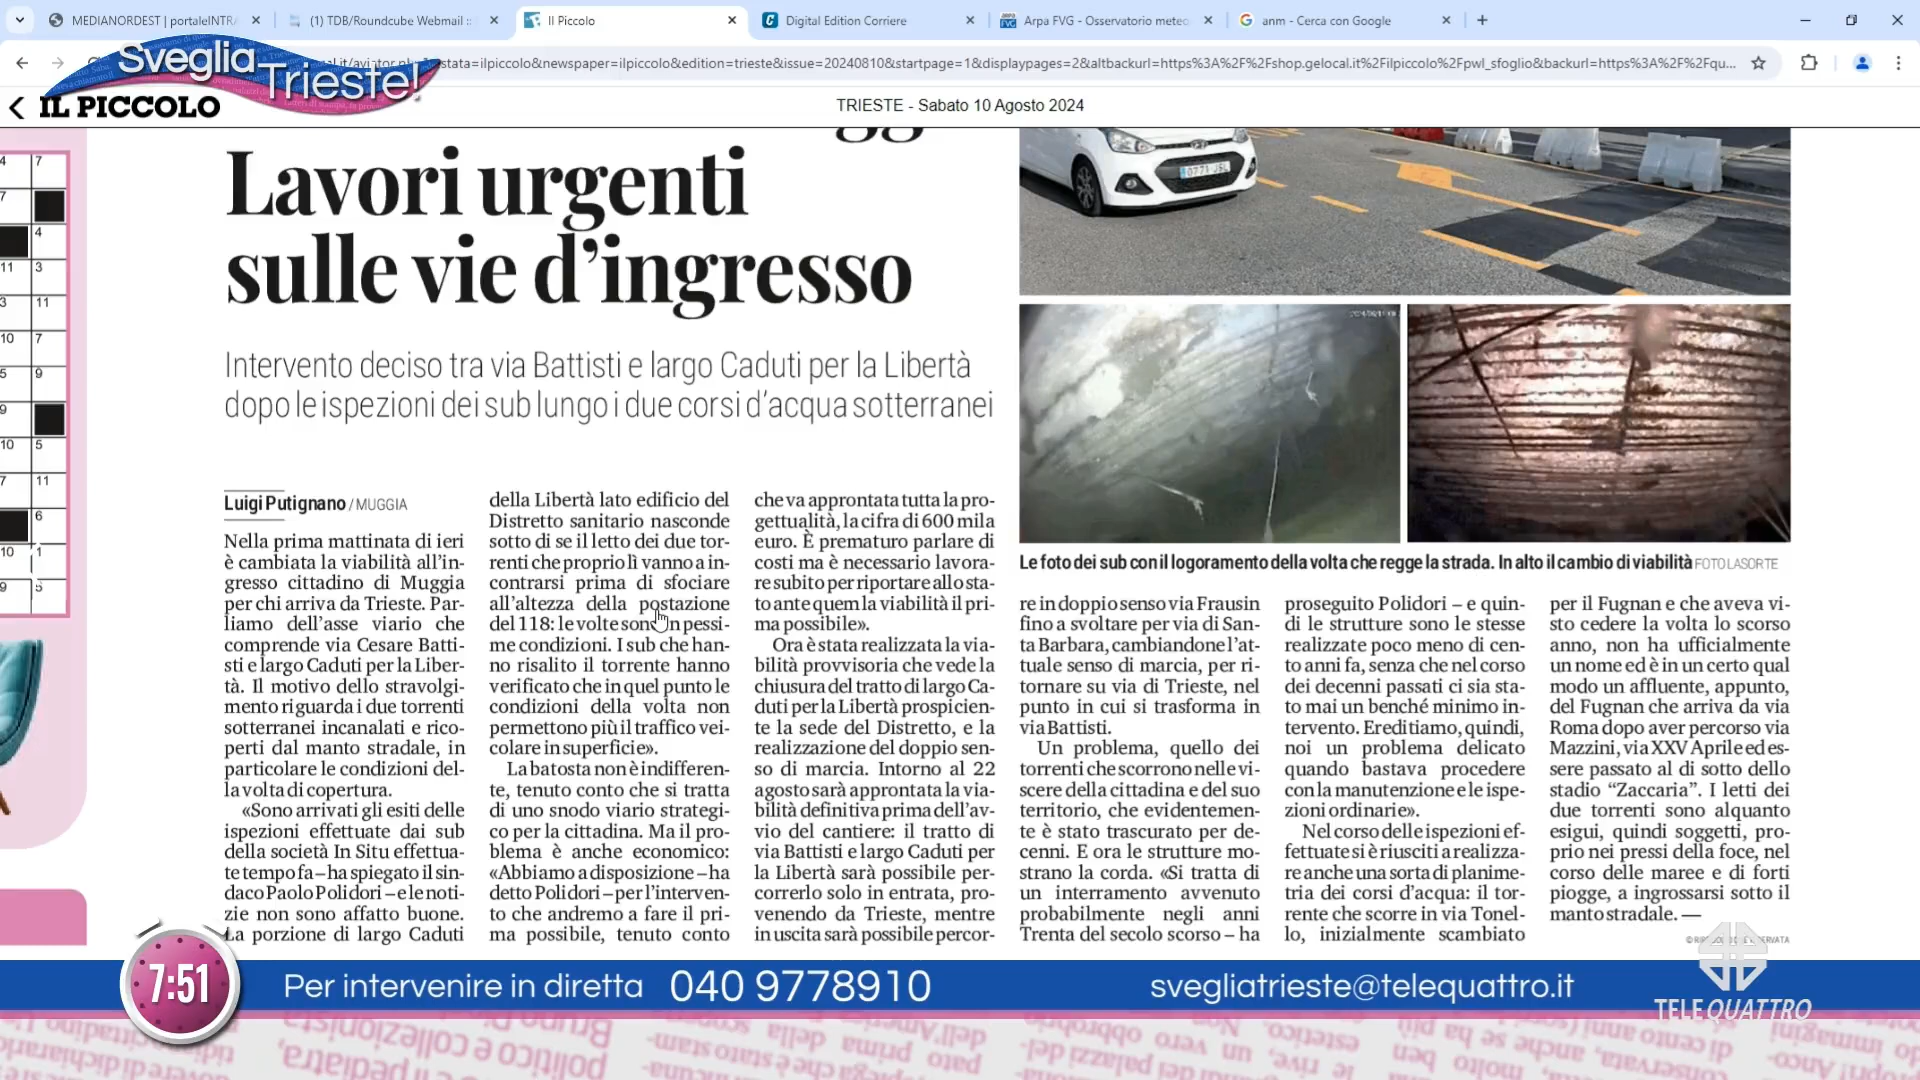 MEDIANORDEST | portaleINTRA
(1) TDB/Roundcube Webmail ::
Il Piccolo
Digital Edition Corriere
Arpa FVG - Osservatorio meteo
anm - Cerca con Google
stata=ilpiccolo&newspaper=ilpiccolo&edition=trieste&issue=20240810&startpage=1&displaypages=2&altbackurl=https%3A%2F%2Fshop.gelocal.it%2Filpiccolo%2Fpwl_sfoglio&backurl=https%3A%2F%2Fqu...
Sveglia
Trieste!
IL PICCOLO
TRIESTE - Sabato 10 Agosto 2024
Lavori urgenti
sulle vie d'ingresso
Intervento deciso tra via Battisti e largo Caduti per la Libertà
dopo le ispezioni dei sub lungo i due corsi d'acqua sotterranei
Luigi Putignano / MUGGIA
Nella prima mattinata di ieri
è cambiata la viabilità all'in-
gresso cittadino di Muggia
per chi arriva da Trieste. Par-
liamo dell'asse viario che
comprende via Cesare Batti-
sti e largo Caduti per la Liber-
tà. Il motivo dello stravolgi-
mento riguarda i due torrenti
sotterranei incanalati e rico-
perti dal manto stradale, in
particolare le condizioni del-
la volta di copertura.
«Sono arrivati gli esiti delle
ispezioni effettuate dai sub
della società In Situ effettua-
te tempo fa – ha spiegato il sin-
daco Paolo Polidori – e le noti-
zie non sono affatto buone.
La porzione di largo Caduti
della Libertà lato edificio del
Distretto sanitario nasconde
sotto di se il letto dei due tor-
renti che proprio lì vanno a in-
contrarsi prima di sfociare
all'altezza della postazione
del 118: le volte sono in pessi-
me condizioni. I sub che han-
no risalito il torrente hanno
verificato che in quel punto le
condizioni della volta non
permettono più il traffico vei-
colare in superficie».
La batosta non è indifferen-
te, tenuto conto che si tratta
di uno snodo viario strategi-
co per la cittadina. Ma il pro-
blema è anche economico:
«Abbiamo a disposizione – ha
detto Polidori – per l'interven-
to che andremo a fare il pri-
ma possibile, tenuto conto
che va approntata tutta la pro-
gettualità, la cifra di 600 mila
euro. È prematuro parlare di
costi ma è necessario lavora-
re subito per riportare allo sta-
to ante quem la viabilità il pri-
ma possibile».
Ora è stata realizzata la via-
bilità provvisoria che vede la
chiusura del tratto di largo Ca-
duti per la Libertà prospicien-
te la sede del Distretto, e la
realizzazione del doppio sen-
so di marcia. Intorno al 22
agosto sarà approntata la via-
bilità definitiva prima dell'av-
vio del cantiere: il tratto di
via Battisti e largo Caduti per
la Libertà sarà possibile per-
correrlo solo in entrata, pro-
venendo da Trieste, mentre
in uscita sarà possibile percor-
Le foto dei sub con il logoramento della volta che regge la strada. In alto il cambio di viabilità FOTO LASORTE
re in doppio senso via Frausin
fino a svoltare per via di San-
ta Barbara, cambiandone l'at-
tuale senso di marcia, per ri-
tornare su via di Trieste, nel
punto in cui si trasforma in
via Battisti.
Un problema, quello dei
torrenti che scorrono nelle vi-
scere della cittadina e del suo
territorio, che evidentemen-
te è stato trascurato per de-
cenni. E ora le strutture mo-
strano la corda. «Si tratta di
un interramento avvenuto
probabilmente negli anni
Trenta del secolo scorso – ha
proseguito Polidori – e quin-
di le strutture sono le stesse
realizzate poco meno di cen-
to anni fa, senza che nel corso
dei decenni passati ci sia sta-
to mai un benché minimo in-
tervento. Ereditiamo, quindi,
noi un problema delicato
quando bastava procedere
con la manutenzione e le ispe-
zioni ordinarie».
Nel corso delle ispezioni ef-
fettuate si è riusciti a realizza-
re anche una sorta di planime-
tria dei corsi d'acqua: il tor-
rente che scorre in via Tonel-
lo, inizialmente scambiato
per il Fugnan e che aveva vi-
sto cedere la volta lo scorso
anno, non ha ufficialmente
un nome ed è in un certo qual
modo un affluente, appunto,
del Fugnan che arriva da via
Roma dopo aver percorso via
Mazzini, via XXV Aprile ed es-
sere passato al di sotto dello
stadio "Zaccaria". I letti dei
due torrenti sono alquanto
esigui, quindi soggetti, pro-
prio nei pressi della foce, nel
corso delle maree e di forti
piogge, a ingrossarsi sotto il
manto stradale. —
7:51
Per intervenire in diretta 040 9778910
svegliatrieste@telequattro.it
TELEQUATTRO